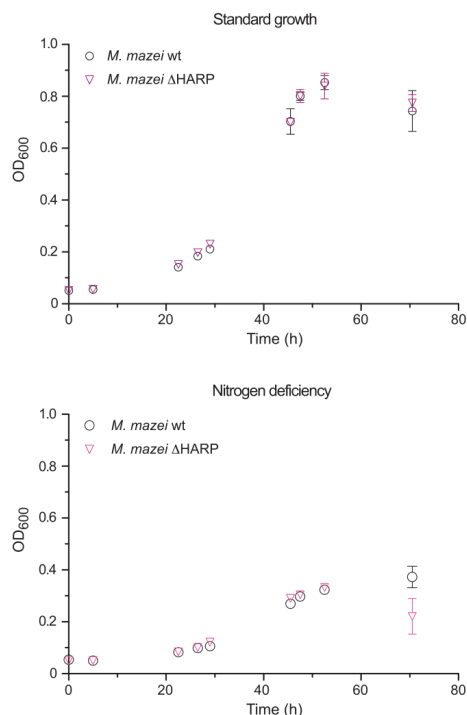 Standard growth
M. mazei wt
M. mazei ΔHARP
1.0
0.8
0.6
0.4
0.2
0
OD600
0
20
40
60
80
Time (h)
Nitrogen deficiency
M. mazei wt
M. mazei ΔHARP
1.0
0.8
0.6
0.4
0.2
0
OD600
0
20
40
60
80
Time (h)